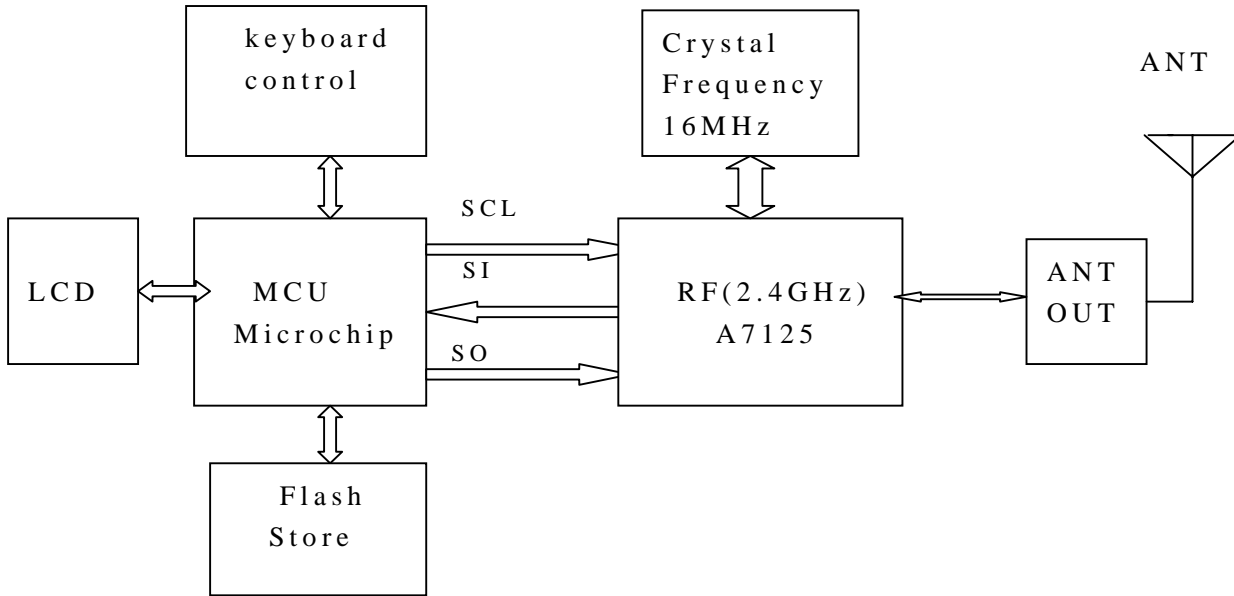 keyboard
control
Crystal
Frequency
16MHz
ANT
SCL
LCD
MCU
Microchip
SI
SO
RF(2.4GHz)
A7125
ANT
OUT
Flash
Store